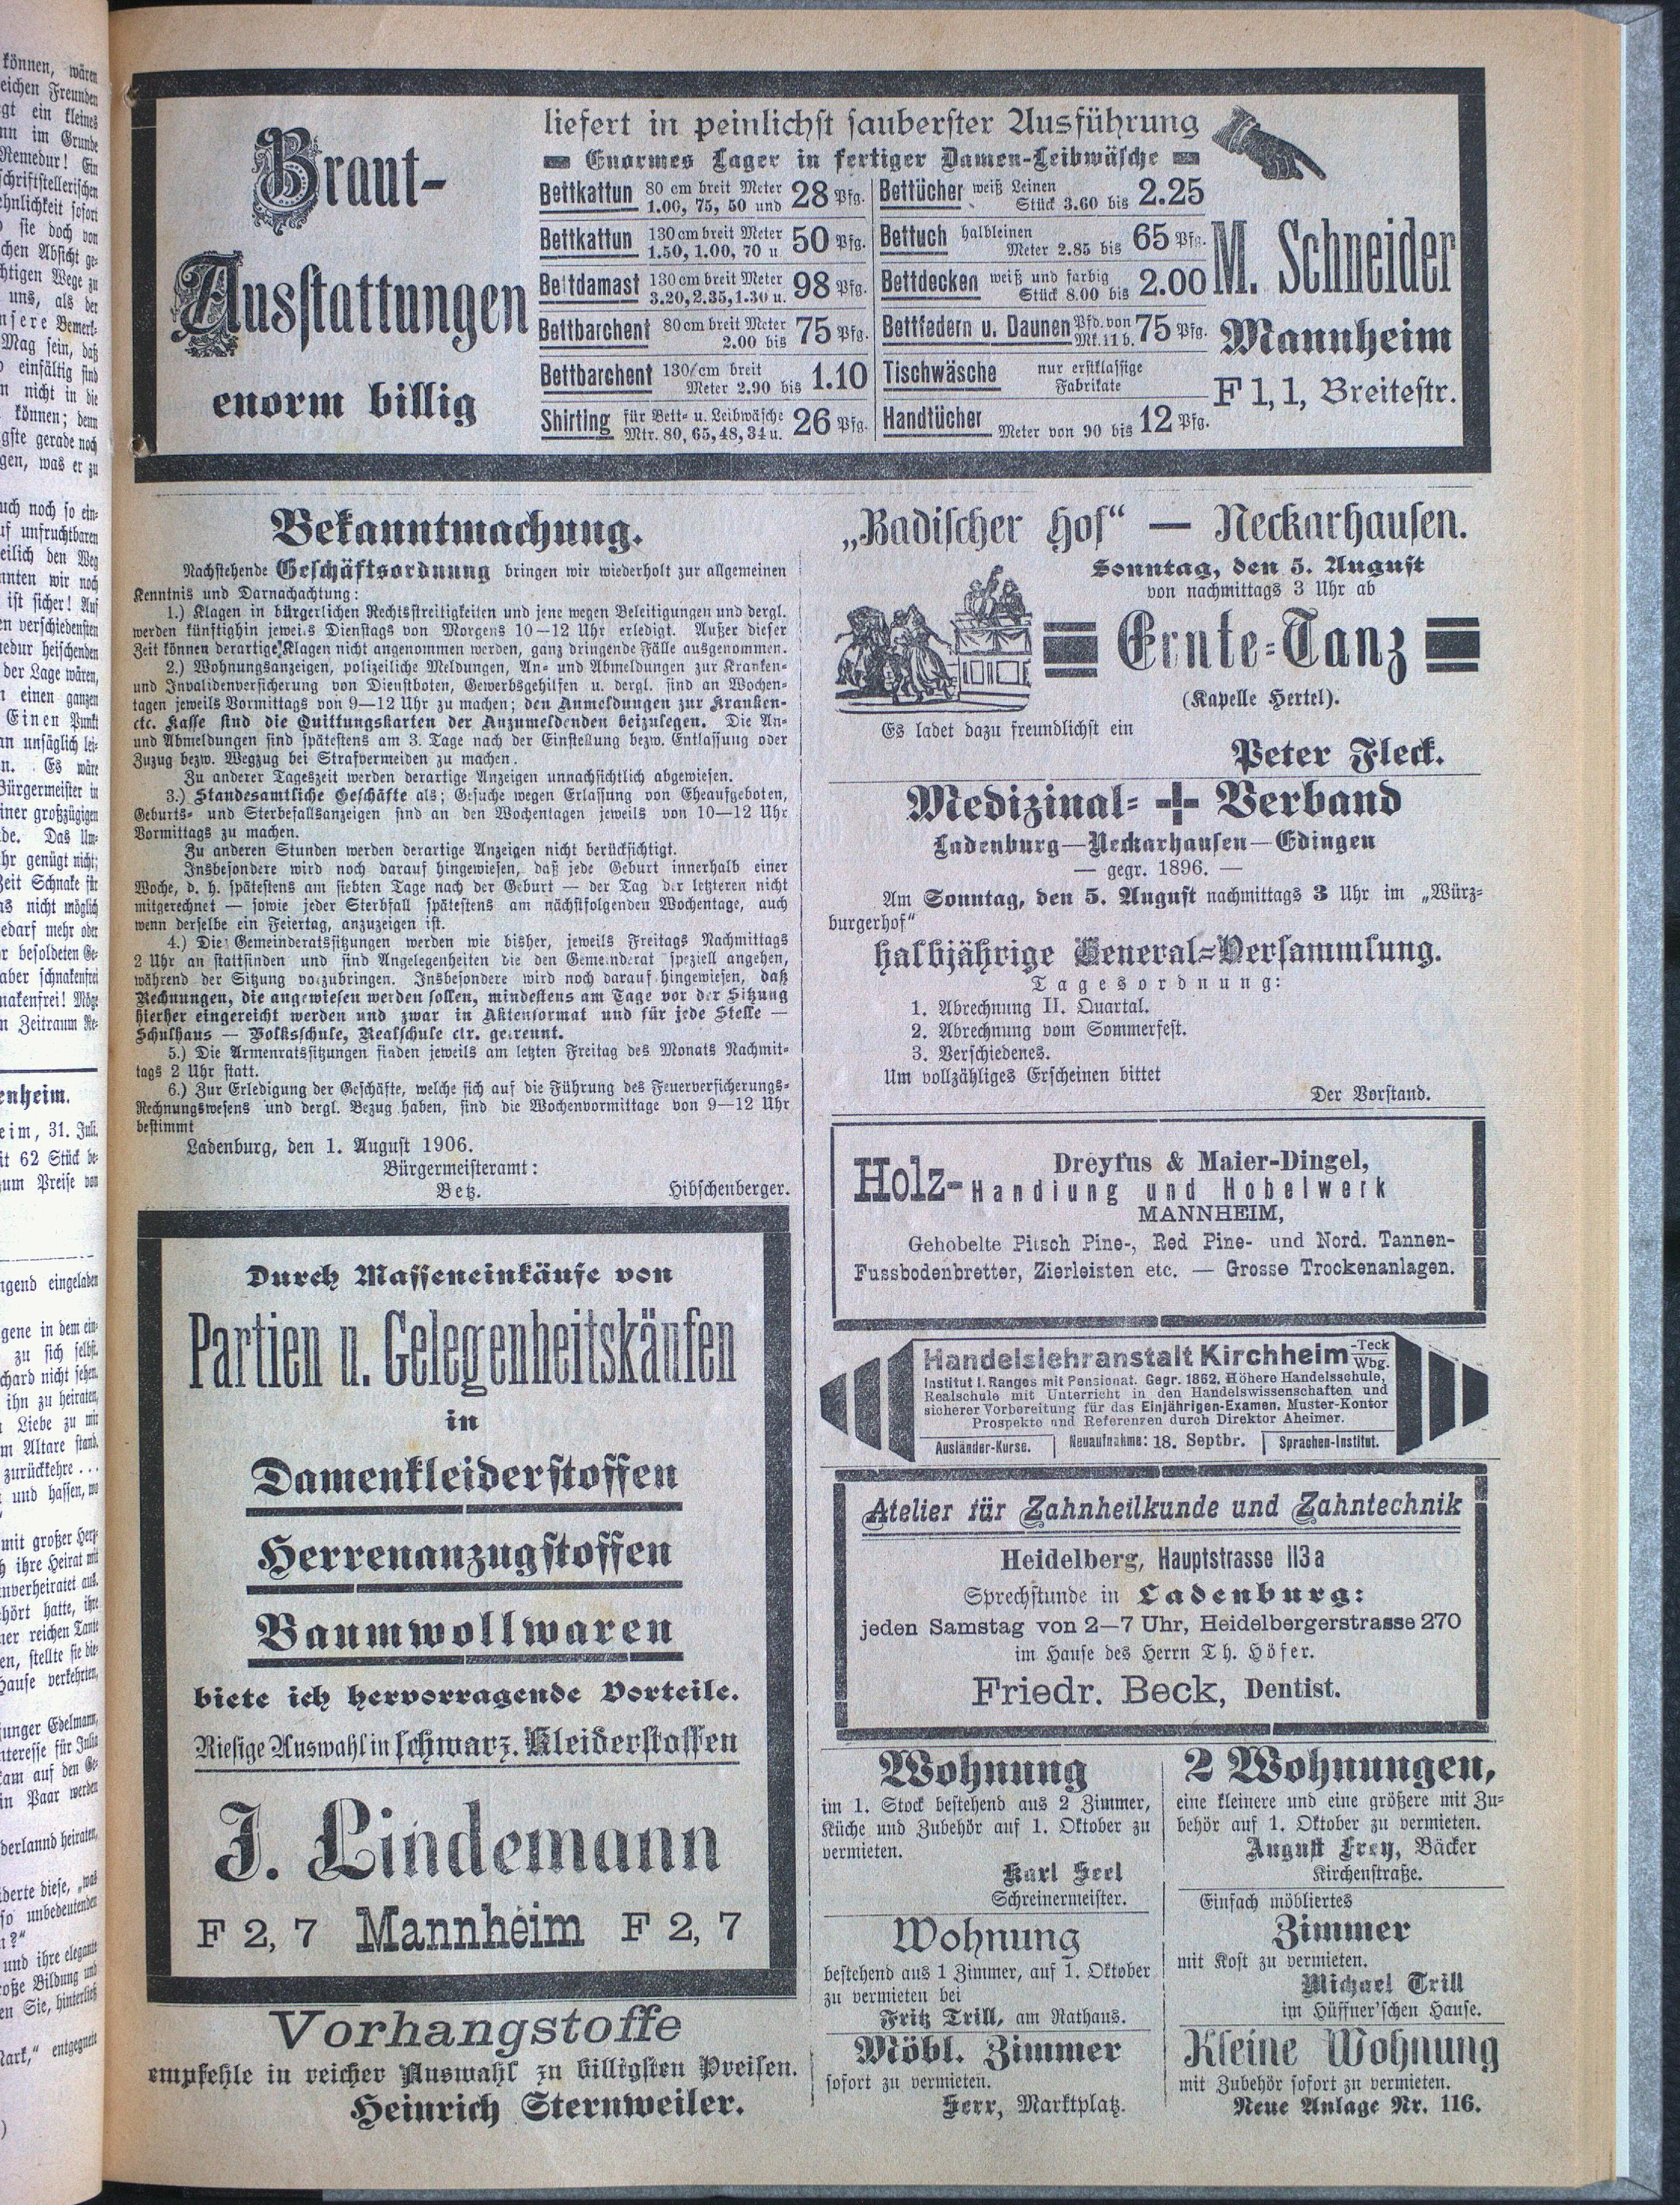 Braut-
Ausstattungen
enorm billig
liefert in peinlichst sauberster Ausführung
Enormes Lager in fertiger Damen-Leibwäsche
Bettkattun 80 cm breit Meter 1.00, 75, 50 und 28 Pfg.
Bettkattun 130 cm breit Meter 1.50, 1.00, 70 u. 50 Pfg.
Bettdamast 130 cm breit Meter 3.20, 2.35, 1.30 u. 98 Pfg.
Bettbarchent 80 cm breit Meter 2.00 bis 75 Pfg.
Bettbarchent 130 cm breit Meter 2.90 bis 1.10
Shirting für Bett- u. Leibwäsche Mtr. 80, 65, 48, 34 u. 26 Pfg.
Bettücher weiß Leinen Stück 3.60 bis 2.25
Bettuch halbleinen Meter 2.85 bis 65 Pfg.
Bettdecken weiß und farbig Stück 8.00 bis 2.00
Bettfedern u. Daunen Pfd. von Mk. 11 b. 75 Pfg.
Tischwäsche nur erstklassige Fabrikate
Handtücher Meter von 90 bis 12 Pfg.
M. Schneider
Mannheim
F 1, 1, Breitestr.
Bekanntmachung.
Nachstehende Geschäftsordnung bringen wir wiederholt zur allgemeinen
Kenntnis und Darnachachtung:
1.) Klagen in bürgerlichen Rechtsstreitigkeiten und jene wegen Beleitigungen und dergl.
werden künftighin jeweils Dienstags von Morgens 10—12 Uhr erledigt. Außer dieser
Zeit können derartige Klagen nicht angenommen werden, ganz dringende Fälle ausgenommen.
2.) Wohnungsanzeigen, polizeiliche Meldungen, An- und Abmeldungen zur Kranken-
und Invalidenversicherung von Dienstboten, Gewerbsgehilfen u. dergl. sind an Wochen-
tagen jeweils Vormittags von 9—12 Uhr zu machen; den Anmeldungen zur Kranken-
etc. Kasse sind die Quittungskarten der Anzumeldenden beizulegen. Die An-
und Abmeldungen sind spätestens am 3. Tage nach der Einstellung bezw. Entlassung oder
Zuzug bezw. Wegzug bei Strafvermeiden zu machen.
Zu anderer Tageszeit werden derartige Anzeigen unnachsichtlich abgewiesen.
3.) Standesamtliche Geschäfte als; Gesuche wegen Erlassung von Eheaufgeboten,
Geburts- und Sterbefallsanzeigen sind an den Wochentagen jeweils von 10—12 Uhr
Vormittags zu machen.
Zu anderen Stunden werden derartige Anzeigen nicht berücksichtigt.
Insbesondere wird noch darauf hingewiesen, daß jede Geburt innerhalb einer
Woche, d. h. spätestens am siebten Tage nach der Geburt — der Tag der letzteren nicht
mitgerechnet — sowie jeder Sterbfall spätestens am nächstfolgenden Wochentage, auch
wenn derselbe ein Feiertag, anzuzeigen ist.
4.) Die Gemeinderatssitzungen werden wie bisher, jeweils Freitags Nachmittags
2 Uhr an stattfinden und sind Angelegenheiten die den Gemeinderat speziell angehen,
während der Sitzung vorzubringen. Insbesondere wird noch darauf hingewiesen, daß
Rechnungen, die angewiesen werden sollen, mindestens am Tage vor der Sitzung
hierher eingereicht werden und zwar in Aktenformat und für jede Stelle —
Schulhaus — Volksschule, Realschule etr. getrennt.
5.) Die Armenratssitzungen finden jeweils am letzten Freitag des Monats Nachmit-
tags 2 Uhr statt.
6.) Zur Erledigung der Geschäfte, welche sich auf die Führung des Feuerversicherungs-
Rechnungswesens und dergl. Bezug haben, sind die Wochenvormittage von 9—12 Uhr
bestimmt
Ladenburg, den 1. August 1906.
Bürgermeisteramt:
Betz. Hibschenberger.
Durch Masseneinkäufe von
Partien u. Gelegenheitskäufen
in
Damenkleiderstoffen
Herrenanzugstoffen
Baumwollwaren
biete ich hervorragende Vorteile.
Riesige Auswahl in schwarz. Kleiderstoffen
J. Lindemann
F 2, 7 Mannheim F 2, 7
Vorhangstoffe
empfehle in reicher Auswahl zu billigsten Preisen.
Heinrich Sternweiler.
„Badischer Hof“ — Neckarhausen.
Sonntag, den 5. August
von nachmittags 3 Uhr ab
Ernte-Tanz
(Kapelle Hertel).
Es ladet dazu freundlichst ein
Peter Fleck.
Medizinal- Verband
Ladenburg—Neckarhausen—Edingen
— gegr. 1896. —
Am Sonntag, den 5. August nachmittags 3 Uhr im „Würz-
burgerhof“
halbjährige General-Versammlung.
Tagesordnung:
1. Abrechnung II. Quartal.
2. Abrechnung vom Sommerfest.
3. Verschiedenes.
Um vollzähliges Erscheinen bittet
Der Vorstand.
Dreyfus & Maier-Dingel,
Holz-Handlung und Hobelwerk
MANNHEIM,
Gehobelte Pitsch Pine-, Red Pine- und Nord. Tannen-
Fussbodenbretter, Zierleisten etc. — Grosse Trockenanlagen.
Handelslehranstalt Kirchheim-Teck Wbg.
Institut I. Ranges mit Pensionat. Gegr. 1862. Höhere Handelsschule,
Realschule mit Unterricht in den Handelswissenschaften und
sicherer Vorbereitung für das Einjährigen-Examen. Muster-Kontor
Prospekte und Referenzen durch Direktor Aheimer.
Ausländer-Kurse. Neuaufnahme: 18. Septbr. Sprachen-Institut.
Atelier für Zahnheilkunde und Zahntechnik
Heidelberg, Hauptstrasse 113a
Sprechstunde in Ladenburg:
jeden Samstag von 2—7 Uhr, Heidelbergerstrasse 270
im Hause des Herrn Th. Höfer.
Friedr. Beck, Dentist.
Wohnung
im 1. Stock bestehend aus 2 Zimmer,
Küche und Zubehör auf 1. Oktober zu
vermieten.
Karl Seel
Schreinermeister.
Wohnung
bestehend aus 1 Zimmer, auf 1. Oktober
zu vermieten bei
Fritz Trill, am Rathaus.
Möbl. Zimmer
sofort zu vermieten.
Herr, Marktplatz.
2 Wohnungen,
eine kleinere und eine größere mit Zu-
behör auf 1. Oktober zu vermieten.
August Frey, Bäcker
Kirchenstraße.
Einfach möbliertes
Zimmer
mit Kost zu vermieten.
Michael Trill
im Hüffner'schen Hause.
Kleine Wohnung
mit Zubehör sofort zu vermieten.
Neue Anlage Nr. 116.